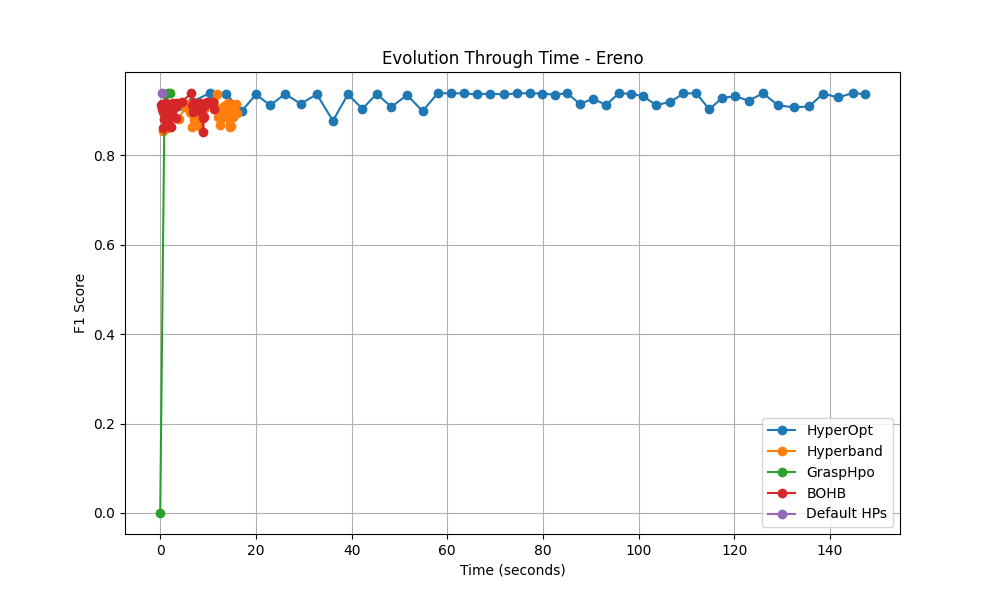 Evolution Through Time - Ereno
F1 Score
0.8
0.6
0.4
0.2
0.0
0 20 40 60 80 100 120 140
Time (seconds)
HyperOpt
Hyperband
GraspHpo
BOHB
Default HPs